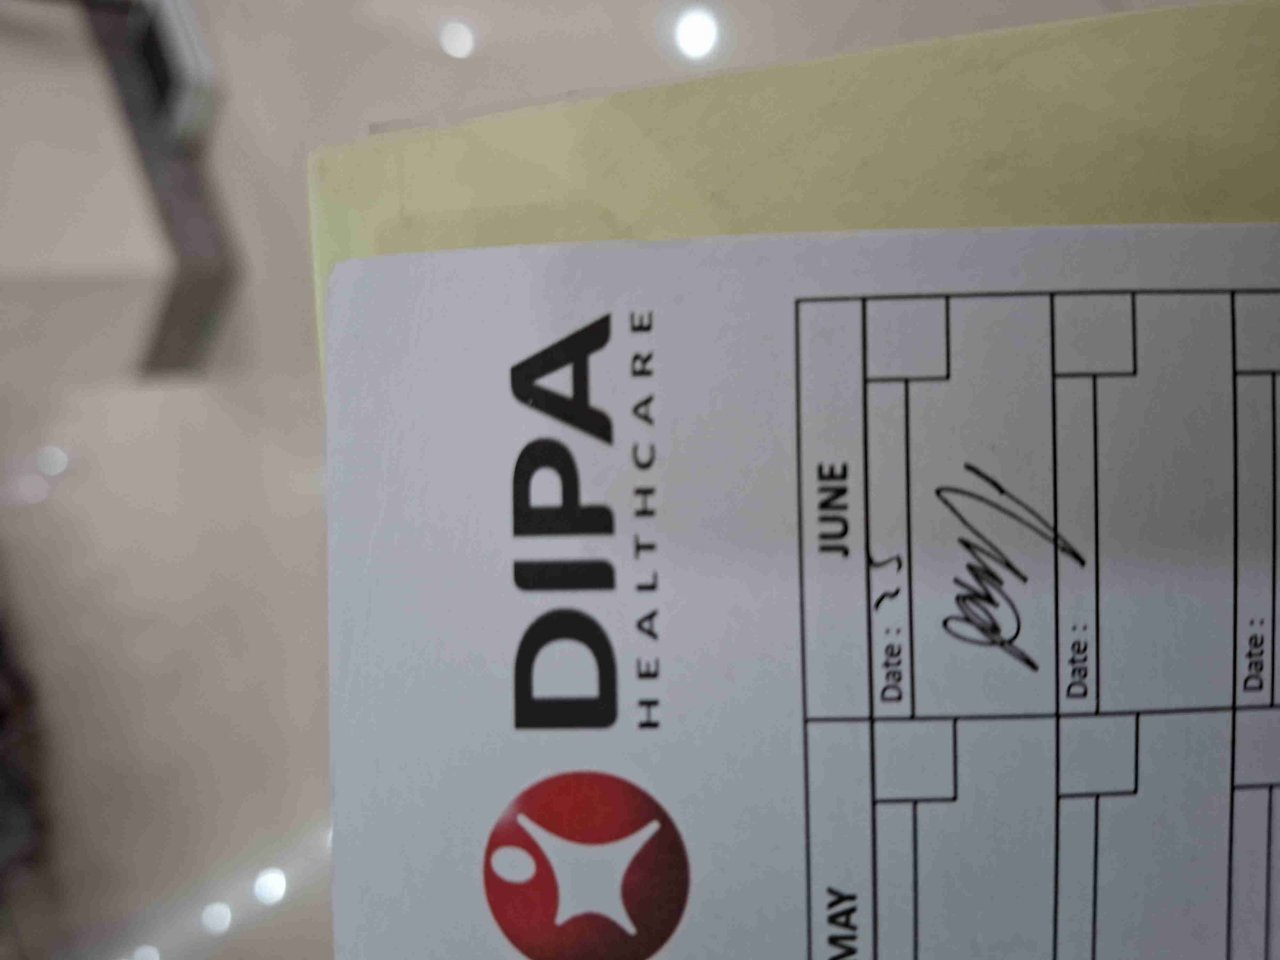 DIPA
HEALTHCARE
MAY
JUNE
Date : 25
Date :
Date :